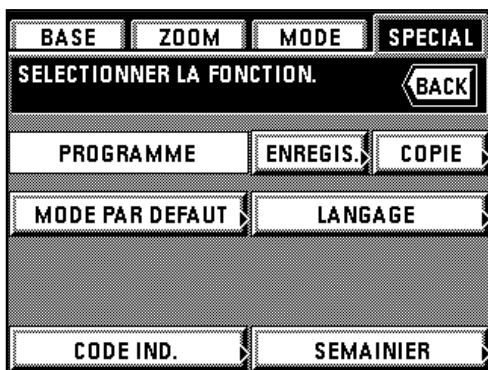 BASE ZOOM MODE SPECIAL
SELECTIONNER LA FONCTION.
BACK
PROGRAMME ENREGIS. COPIE
MODE PAR DEFAUT LANGAGE
CODE IND. SEMAINIER